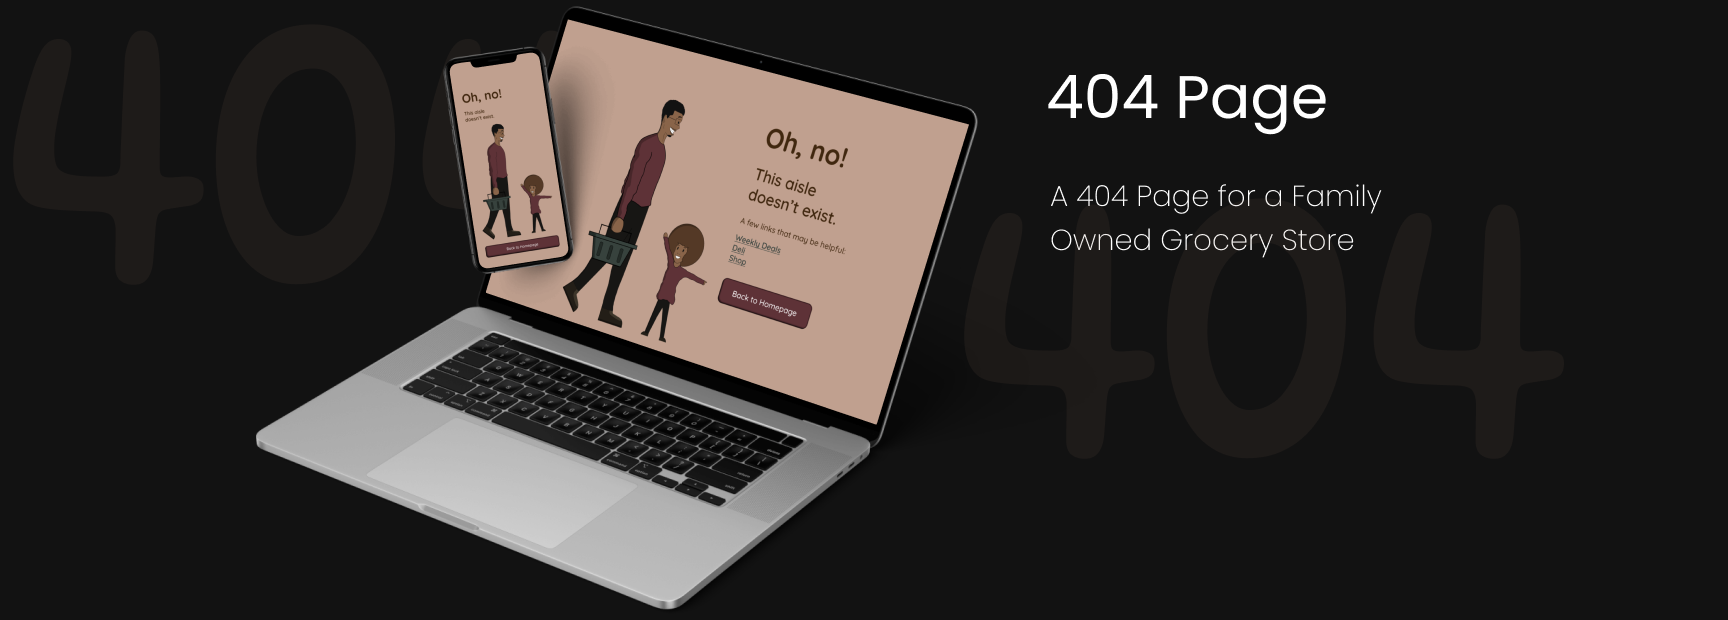 404
404 Page
A 404 Page for a Family
Owned Grocery Store
Oh, no!
This aisle
doesn't exist.
Back to Homepage
Oh, no!
This aisle
doesn't exist.
A few links that may be helpful:
Weekly Deals
Deli
Shop
Back to Homepage
404